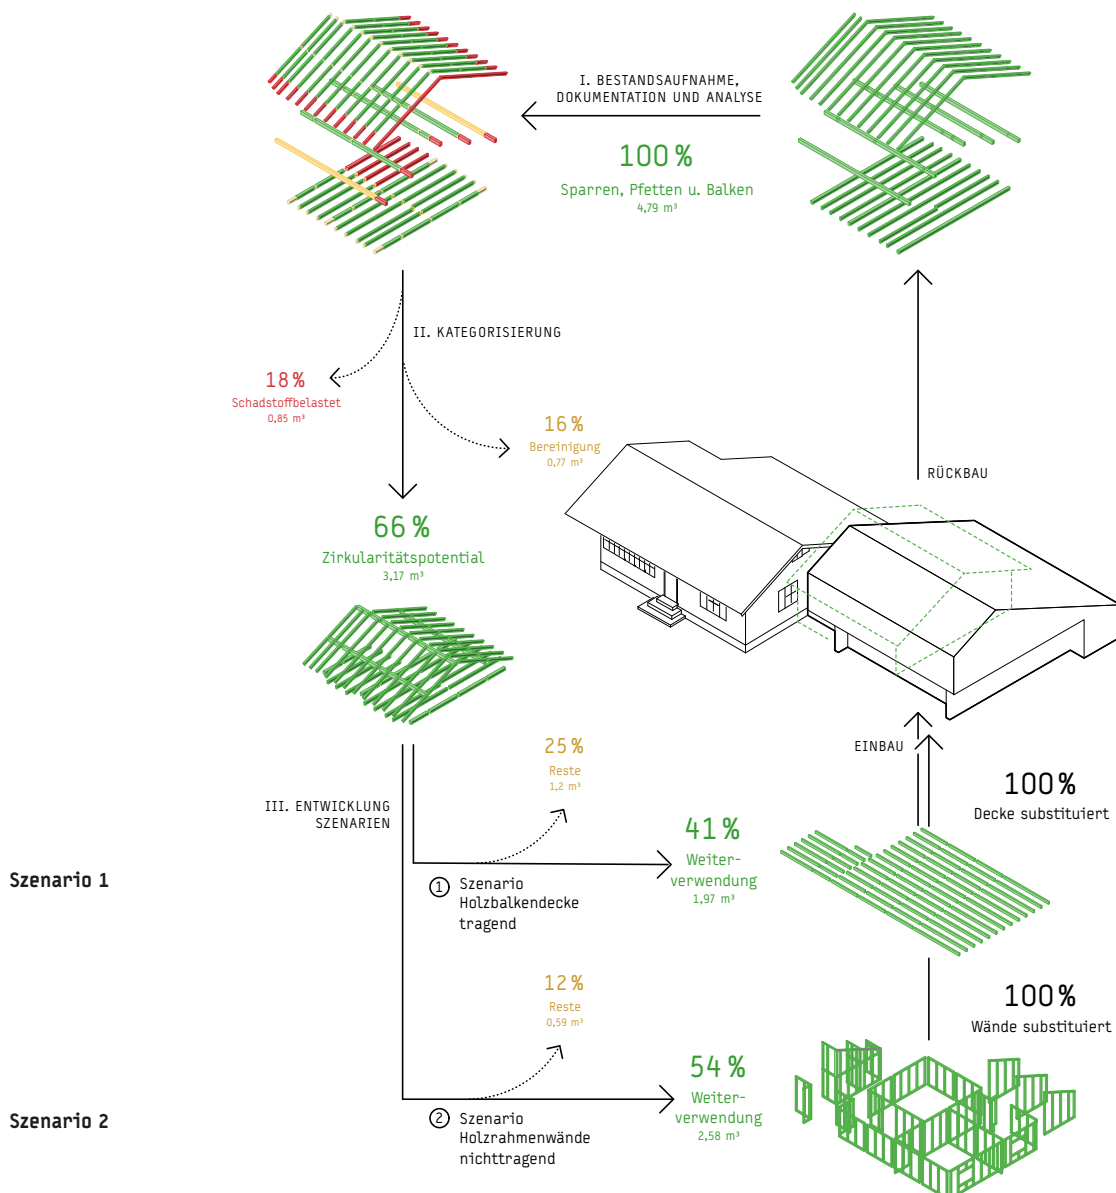 I. BESTANDSAUFNAHME,
DOKUMENTATION UND ANALYSE
100 %
Sparren, Pfetten u. Balken
4,79 m³
II. KATEGORISIERUNG
18 %
Schadstoffbelastet
0,85 m³
16 %
Bereinigung
0,77 m³
RÜCKBAU
66 %
Zirkularitätspotential
3,17 m³
EINBAU
25 %
Reste
1,2 m³
100 %
Decke substituiert
III. ENTWICKLUNG
SZENARIEN
41 %
Weiter-
verwendung
1,97 m³
Szenario 1
1 Szenario
Holzbalkendecke
tragend
12 %
Reste
0,59 m³
100 %
Wände substituiert
54 %
Weiter-
verwendung
2,58 m³
Szenario 2
2 Szenario
Holzrahmenwände
nichttragend